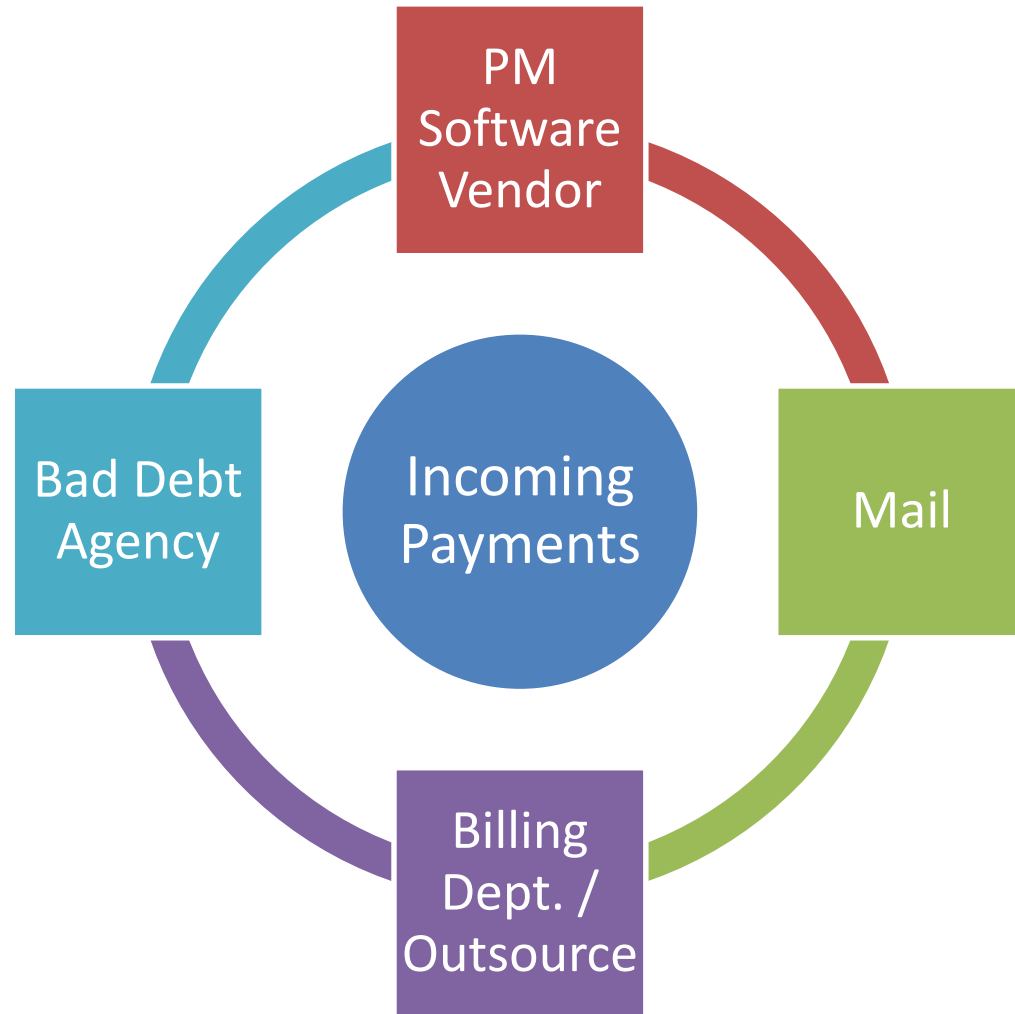 PM
Software
Vendor
Bad Debt
Agency
Incoming
Payments
Mail
Billing
Dept. /
Outsource